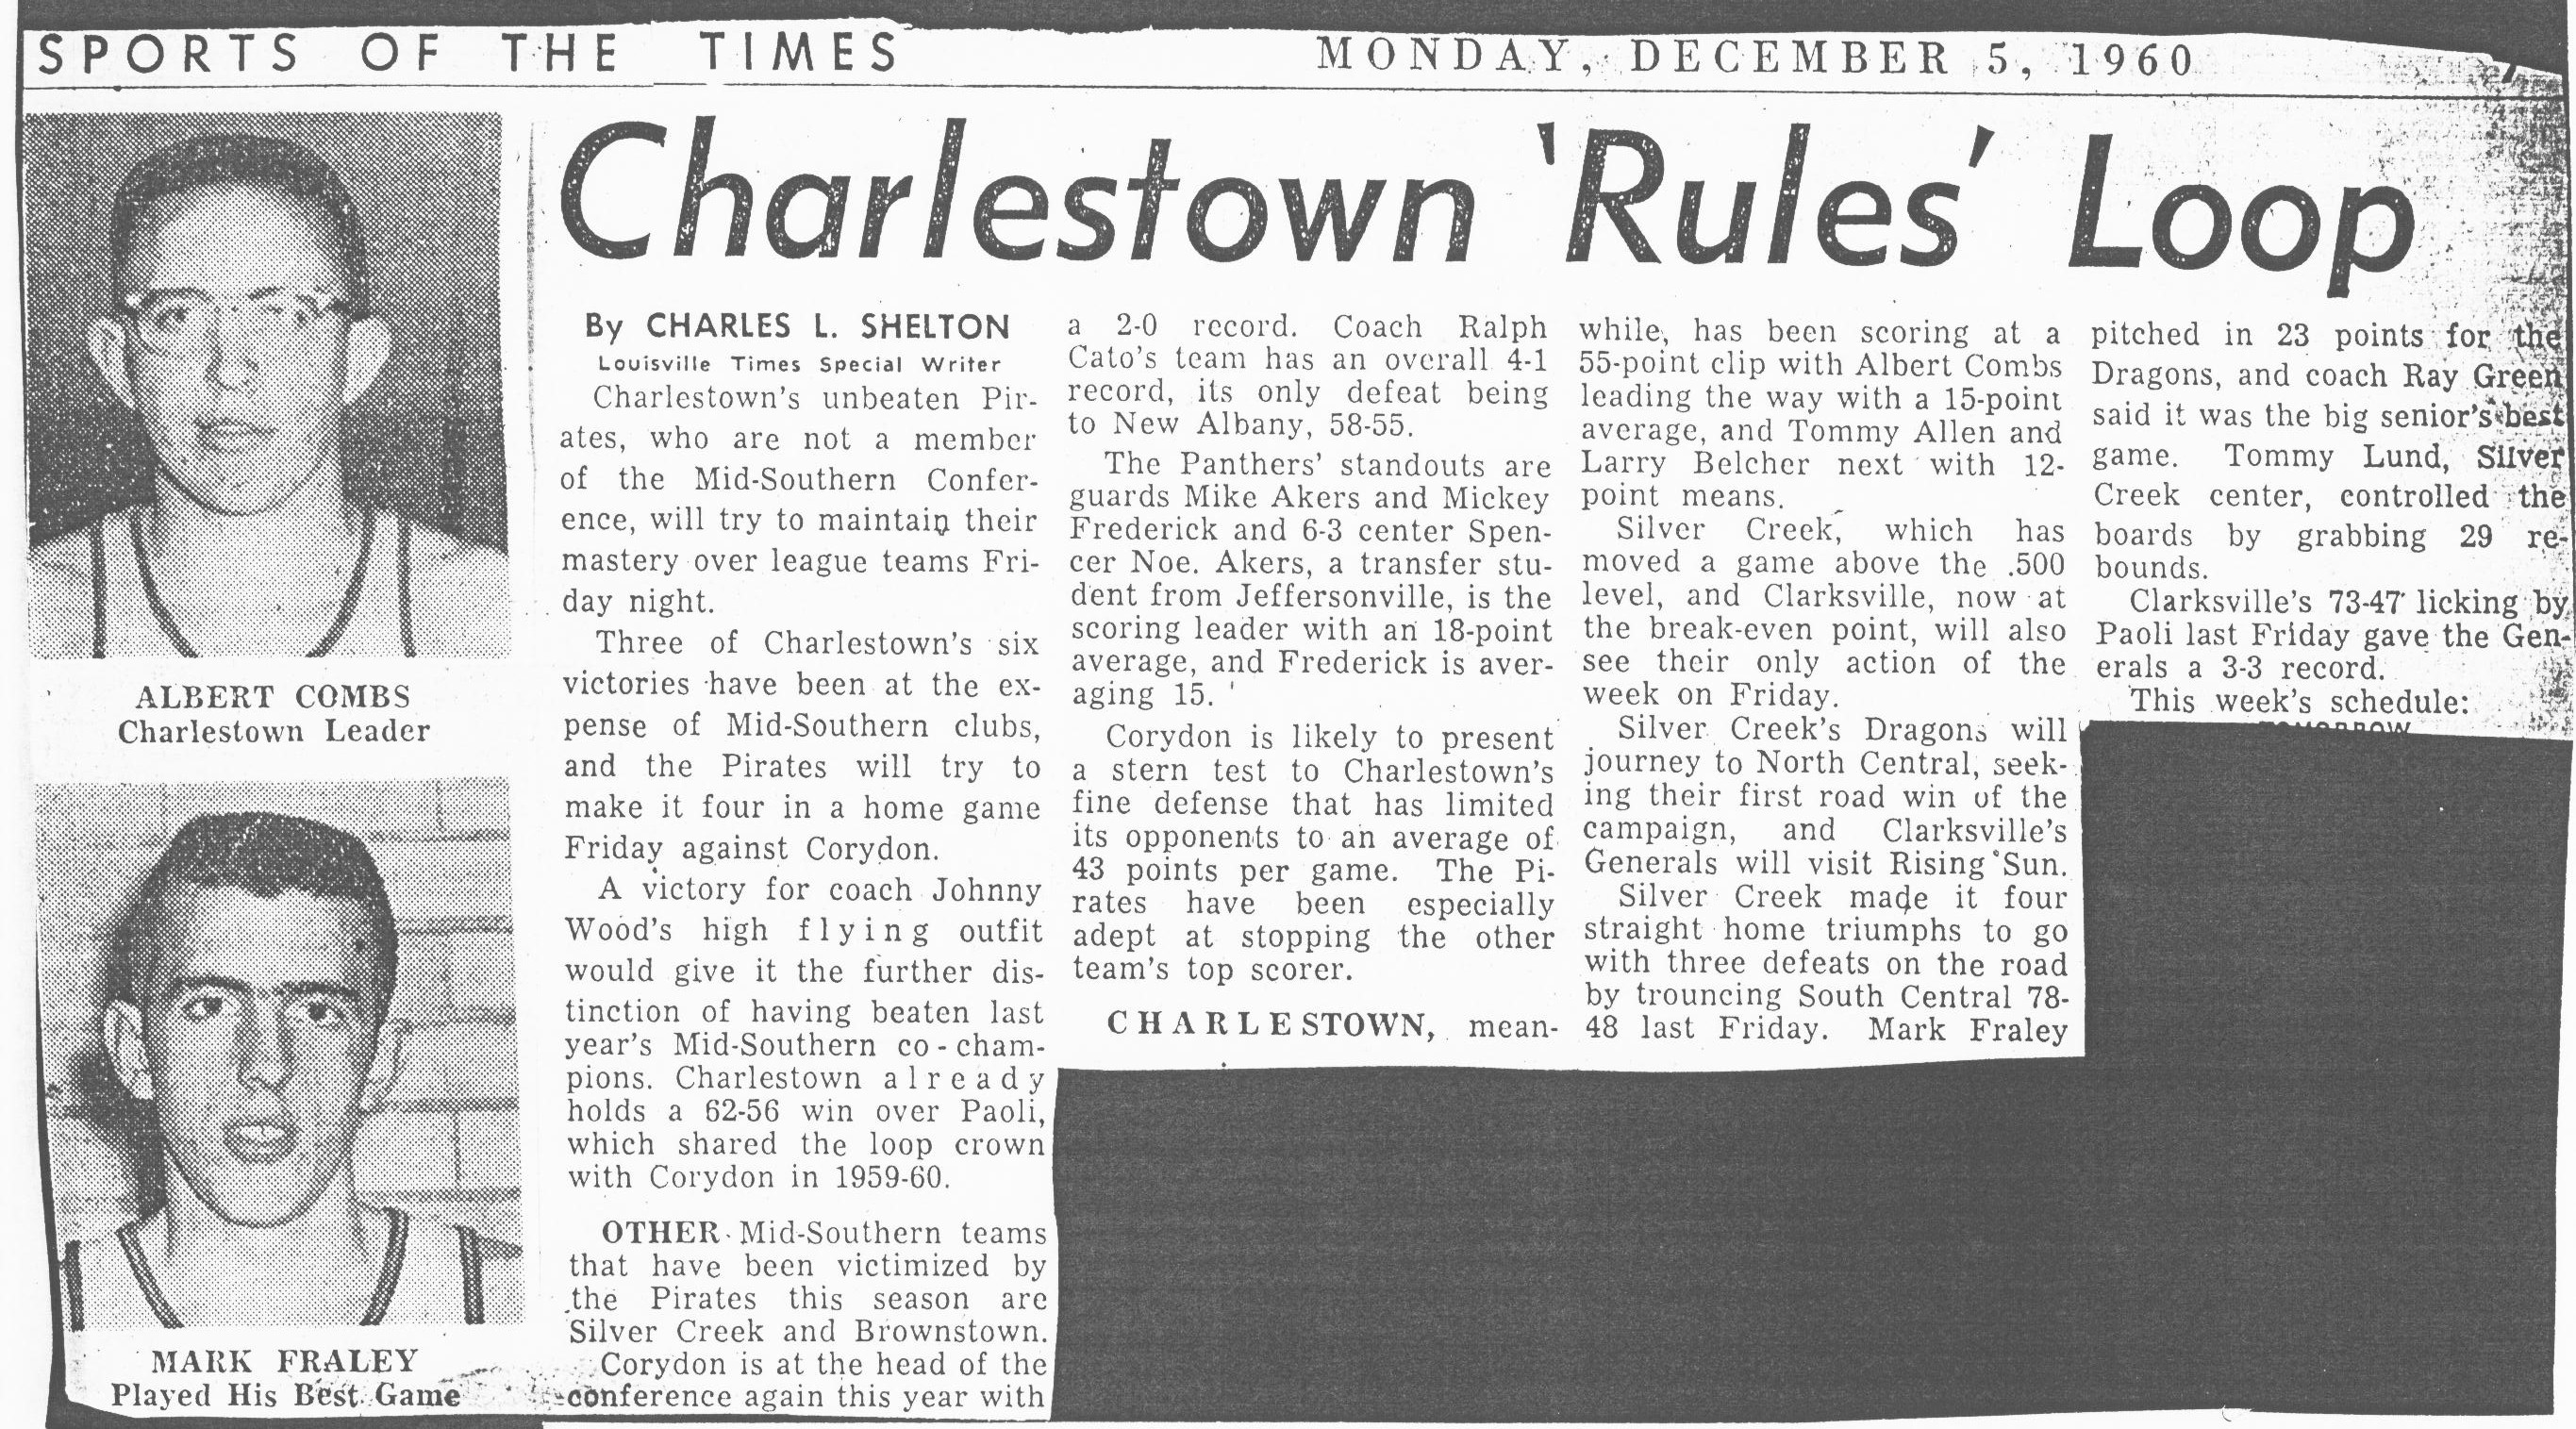 SPORTS OF THE TIMES
MONDAY, DECEMBER 5, 1960
Charlestown 'Rules' Loop
ALBERT COMBS
Charlestown Leader
MARK FRALEY
Played His Best Game
By CHARLES L. SHELTON
Louisville Times Special Writer
Charlestown's unbeaten Pir-
ates, who are not a member
of the Mid-Southern Confer-
ence, will try to maintain their
mastery over league teams Fri-
day night.
Three of Charlestown's six
victories have been at the ex-
pense of Mid-Southern clubs,
and the Pirates will try to
make it four in a home game
Friday against Corydon.
A victory for coach Johnny
Wood's high flying outfit
would give it the further dis-
tinction of having beaten last
year's Mid-Southern co-cham-
pions. Charlestown already
holds a 62-56 win over Paoli,
which shared the loop crown
with Corydon in 1959-60.
OTHER Mid-Southern teams
that have been victimized by
the Pirates this season are
Silver Creek and Brownstown.
Corydon is at the head of the
conference again this year with
a 2-0 record. Coach Ralph
Cato's team has an overall 4-1
record, its only defeat being
to New Albany, 58-55.
The Panthers' standouts are
guards Mike Akers and Mickey
Frederick and 6-3 center Spen-
cer Noe. Akers, a transfer stu-
dent from Jeffersonville, is the
scoring leader with an 18-point
average, and Frederick is aver-
aging 15.
Corydon is likely to present
a stern test to Charlestown's
fine defense that has limited
its opponents to an average of
43 points per game. The Pi-
rates have been especially
adept at stopping the other
team's top scorer.
CHARLESTOWN, mean-
while, has been scoring at a
55-point clip with Albert Combs
leading the way with a 15-point
average, and Tommy Allen and
Larry Belcher next with 12-
point means.
Silver Creek, which has
moved a game above the .500
level, and Clarksville, now at
the break-even point, will also
see their only action of the
week on Friday.
Silver Creek's Dragons will
journey to North Central, seek-
ing their first road win of the
campaign, and Clarksville's
Generals will visit Rising Sun.
Silver Creek made it four
straight home triumphs to go
with three defeats on the road
by trouncing South Central 78-
48 last Friday. Mark Fraley
pitched in 23 points for the
Dragons, and coach Ray Green
said it was the big senior's best
game. Tommy Lund, Silver
Creek center, controlled the
boards by grabbing 29 re-
bounds.
Clarksville's 73-47 licking by
Paoli last Friday gave the Gen-
erals a 3-3 record.
This week's schedule: